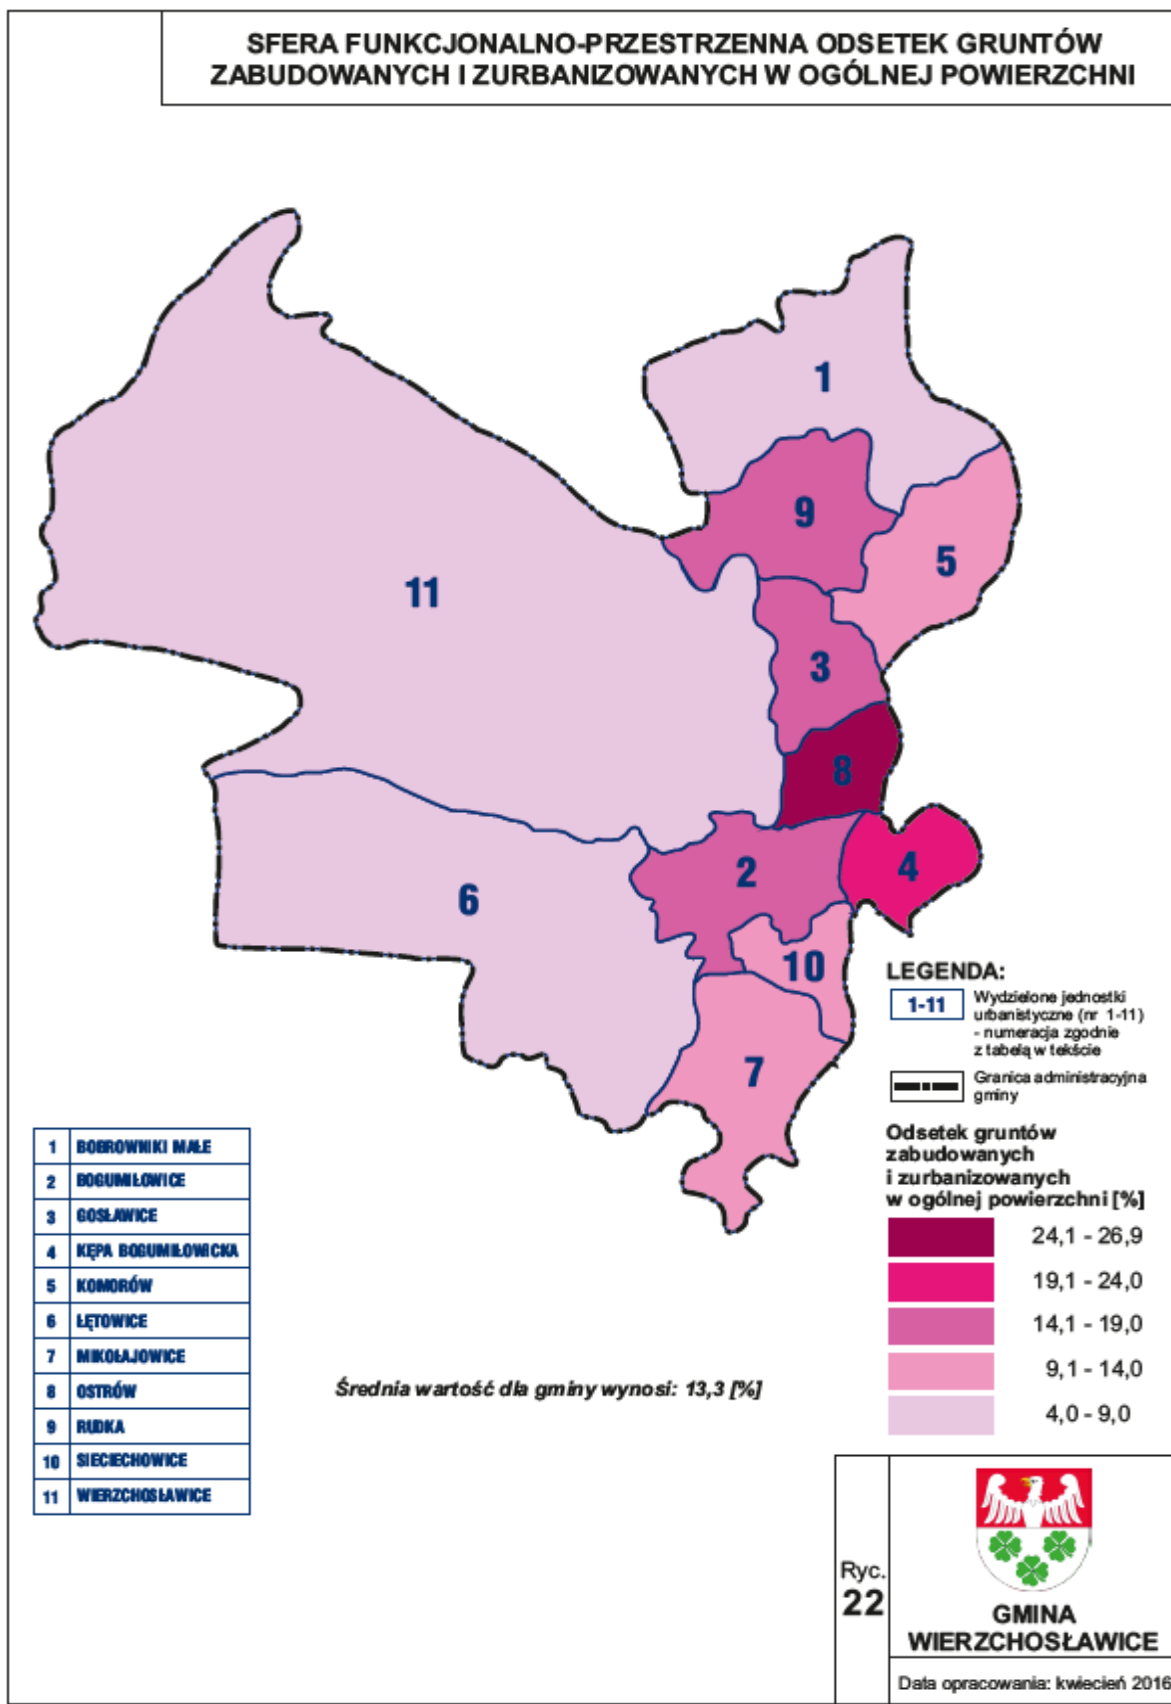 SFERA FUNKCJONALNO-PRZESTRZENNA ODSETEK GRUNTÓW
ZABUDOWANYCH I ZURBANIZOWANYCH W OGÓLNEJ POWIERZCHNI
1
9
5
11
3
8
2
4
6
10
7
LEGENDA:
1-11 Wydzielone jednostki
urbanistyczne (nr 1-11)
- numeracja zgodnie
z tabelą w tekście
Granica administracyjna
gminy
Odsetek gruntów
zabudowanych
i zurbanizowanych
w ogólnej powierzchni [%]
24,1 - 26,9
19,1 - 24,0
14,1 - 19,0
9,1 - 14,0
4,0 - 9,0
1 BOBROWNIKI MAŁE
2 BOGUMIŁOWICE
3 GOSŁAWICE
4 KĘPA BOGUMIŁOWICKA
5 KOMORÓW
6 ŁĘTOWICE
7 MIKOŁAJOWICE
8 OSTRÓW
9 RUDKA
10 SIECIECHOWICE
11 WIERZCHOSŁAWICE
Średnia wartość dla gminy wynosi: 13,3 [%]
Ryc.
22
GMINA
WIERZCHOSŁAWICE
Data opracowania: kwiecień 2016